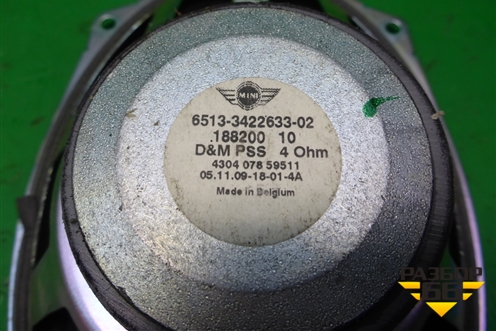 MINI
6513-3422633-02
.188200 10
D&M PSS 4 Ohm
4304 078 59511
05.11.09-18-01-4A
Made in Belgium
РАЗБОР
66